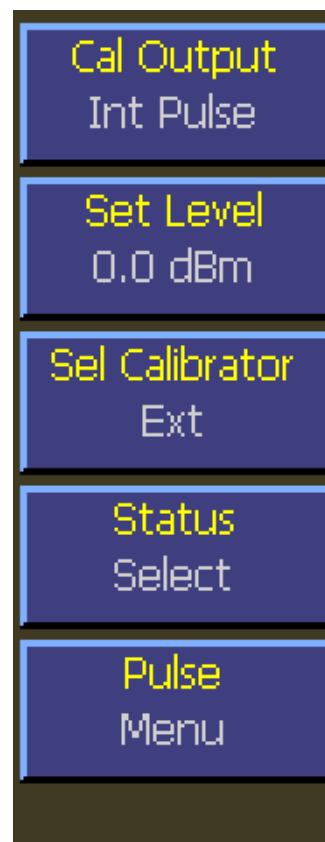 Cal Output
Int Pulse
Set Level
0.0 dBm
Sel Calibrator
Ext
Status
Select
Pulse
Menu